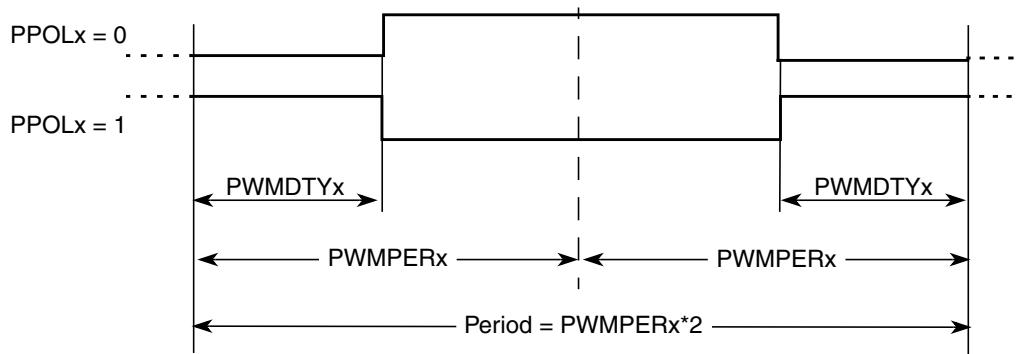 PPOLx = 0
PPOLx = 1
PWMDTYx
PWMDTYx
PWMPERx
PWMPERx
Period = PWMPERx*2